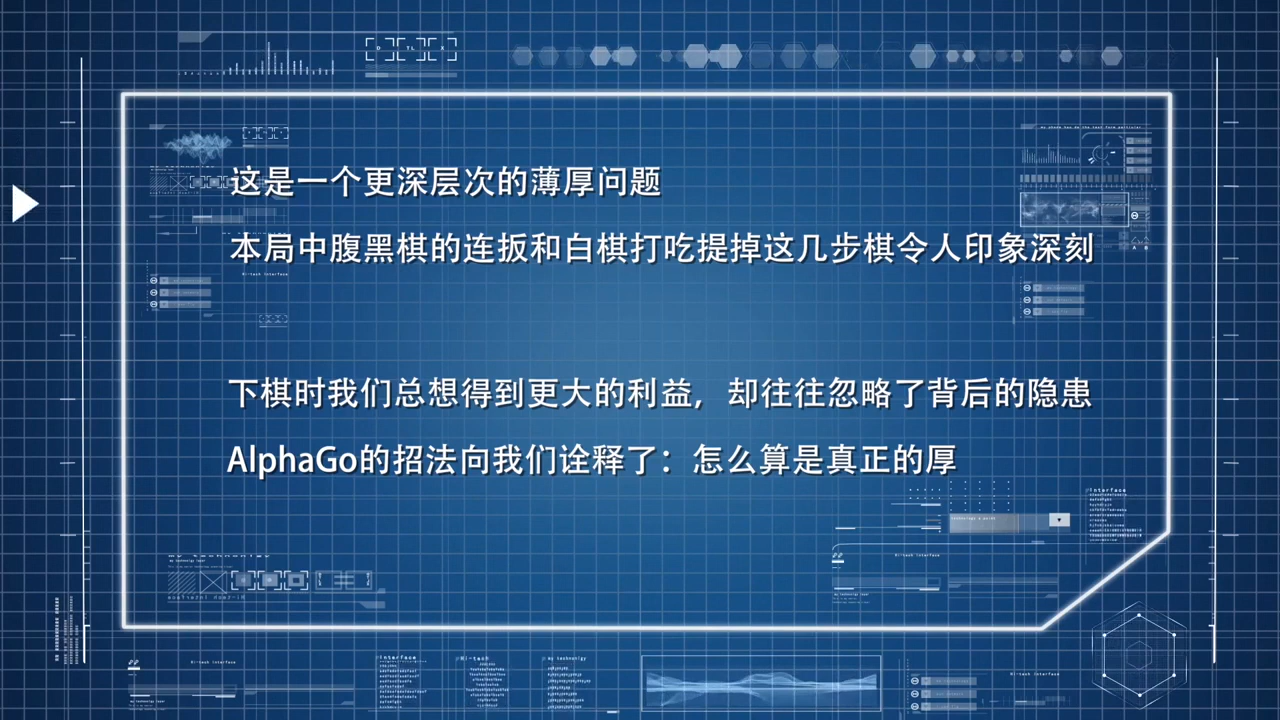 这是一个更深层次的薄厚问题
本局中腹黑棋的连扳和白棋打吃提掉这几步棋令人印象深刻
下棋时我们总想得到更大的利益，却往往忽略了背后的隐患
AlphaGo的招法向我们诠释了：怎么算是真正的厚